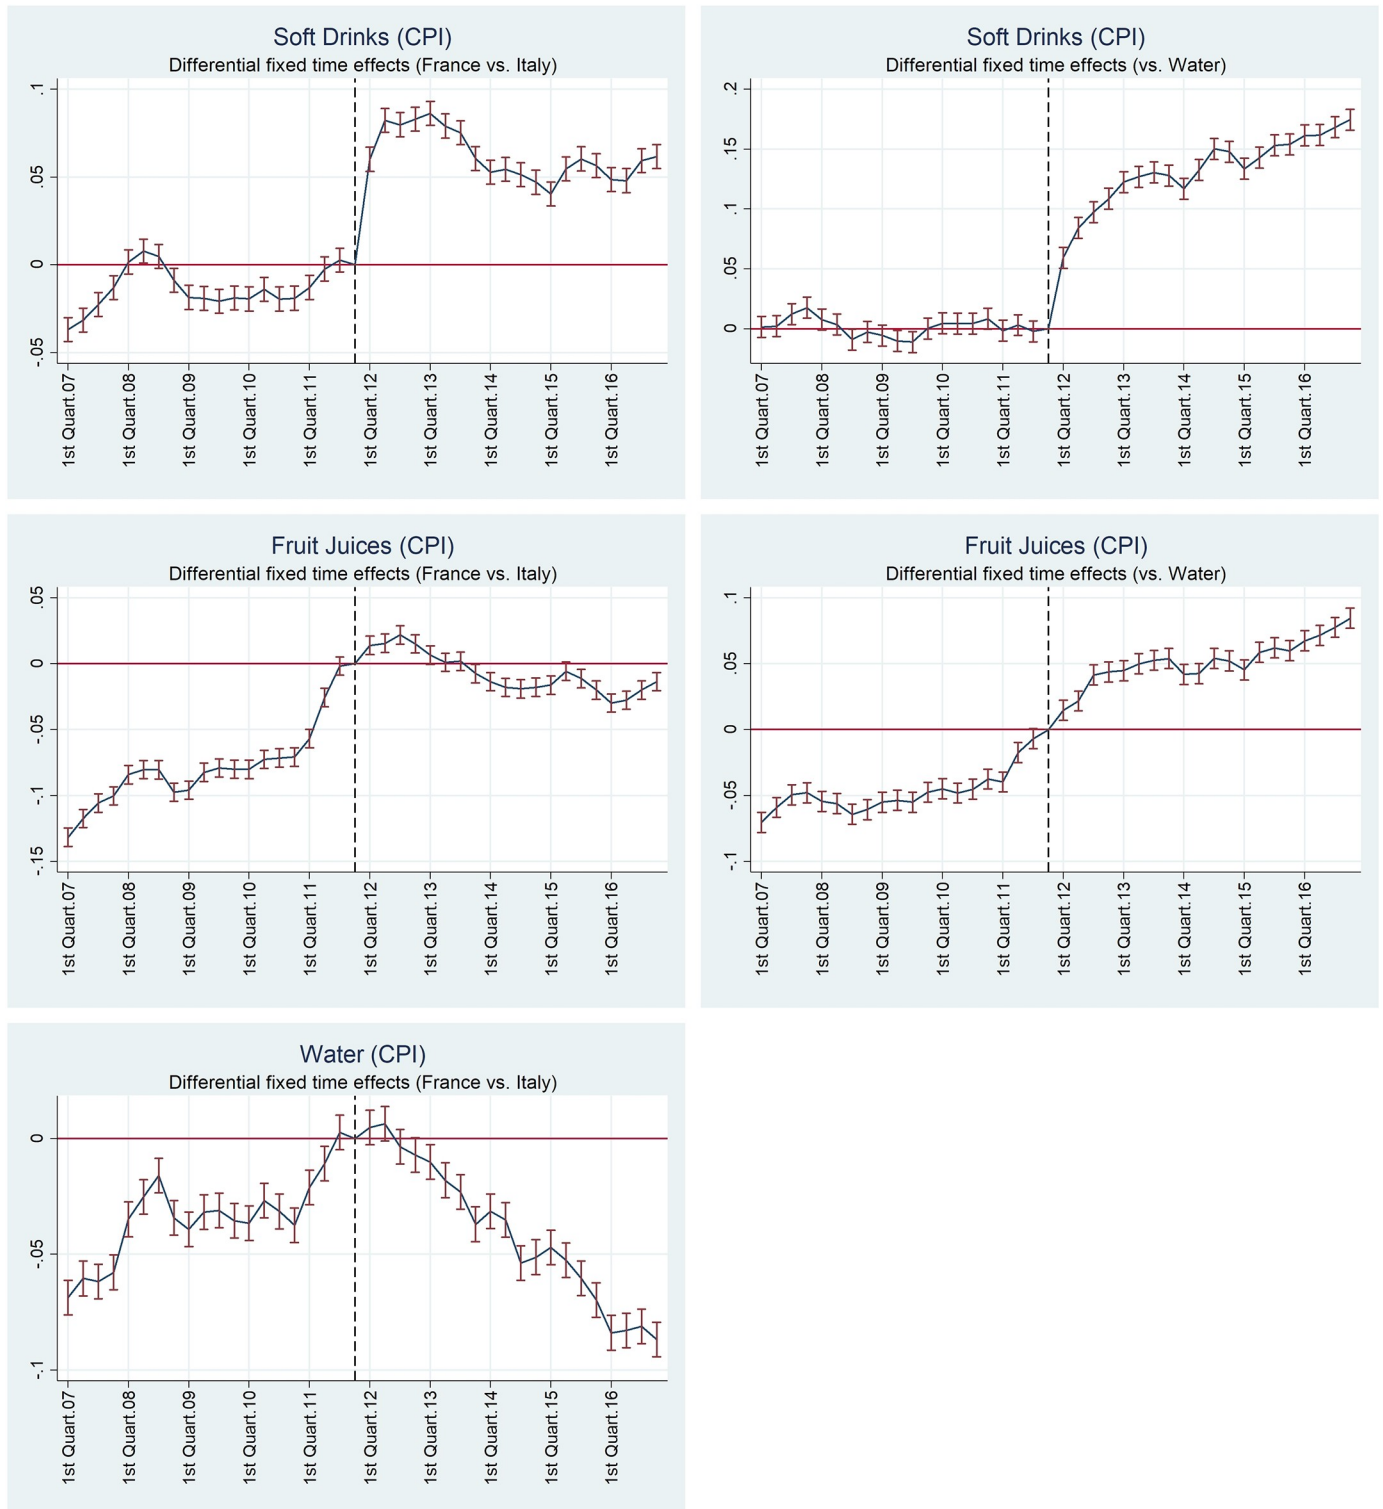 Soft Drinks (CPI)
Differential fixed time effects (France vs. Italy)
.1
.05
0
-.05
1st Quart.07
1st Quart.08
1st Quart.09
1st Quart.10
1st Quart.11
1st Quart.12
1st Quart.13
1st Quart.14
1st Quart.15
1st Quart.16
Soft Drinks (CPI)
Differential fixed time effects (vs. Water)
.2
.15
.1
.05
0
1st Quart.07
1st Quart.08
1st Quart.09
1st Quart.10
1st Quart.11
1st Quart.12
1st Quart.13
1st Quart.14
1st Quart.15
1st Quart.16
Fruit Juices (CPI)
Differential fixed time effects (France vs. Italy)
.05
0
-.05
-.1
-.15
1st Quart.07
1st Quart.08
1st Quart.09
1st Quart.10
1st Quart.11
1st Quart.12
1st Quart.13
1st Quart.14
1st Quart.15
1st Quart.16
Fruit Juices (CPI)
Differential fixed time effects (vs. Water)
.1
.05
0
-.05
-.1
1st Quart.07
1st Quart.08
1st Quart.09
1st Quart.10
1st Quart.11
1st Quart.12
1st Quart.13
1st Quart.14
1st Quart.15
1st Quart.16
Water (CPI)
Differential fixed time effects (France vs. Italy)
0
-.05
-.1
1st Quart.07
1st Quart.08
1st Quart.09
1st Quart.10
1st Quart.11
1st Quart.12
1st Quart.13
1st Quart.14
1st Quart.15
1st Quart.16